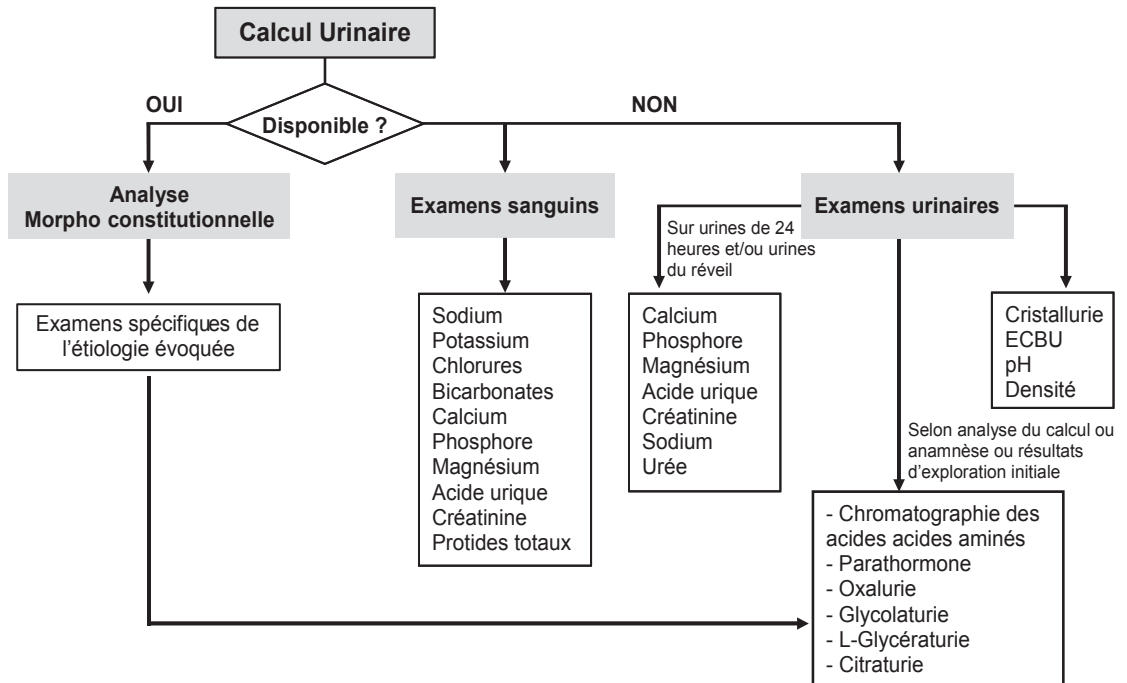 Calcul Urinaire
OUI
NON
Disponible ?
Analyse
Morpho constitutionnelle
Examens sanguins
Examens urinaires
Sur urines de 24
heures et/ou urines
du réveil
Examens spécifiques de
l'étiologie évoquée
Sodium
Potassium
Chlorures
Bicarbonates
Calcium
Phosphore
Magnésium
Acide urique
Créatinine
Protides totaux
Calcium
Phosphore
Magnésium
Acide urique
Créatinine
Sodium
Urée
Cristallurie
ECBU
pH
Densité
Selon analyse du calcul ou
anamnèse ou résultats
d'exploration initiale
- Chromatographie des
acides acides aminés
- Parathormone
- Oxalurie
- Glycolaturie
- L-Glycératurie
- Citraturie